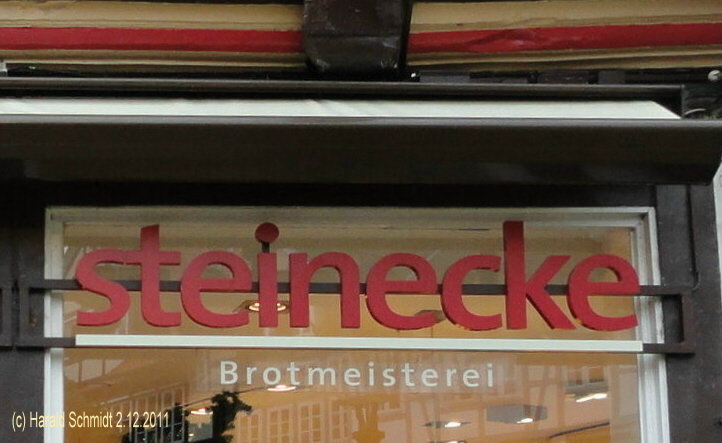 steinecke
Brotmeisterei
(c) Harald Schmidt 2.12.2011